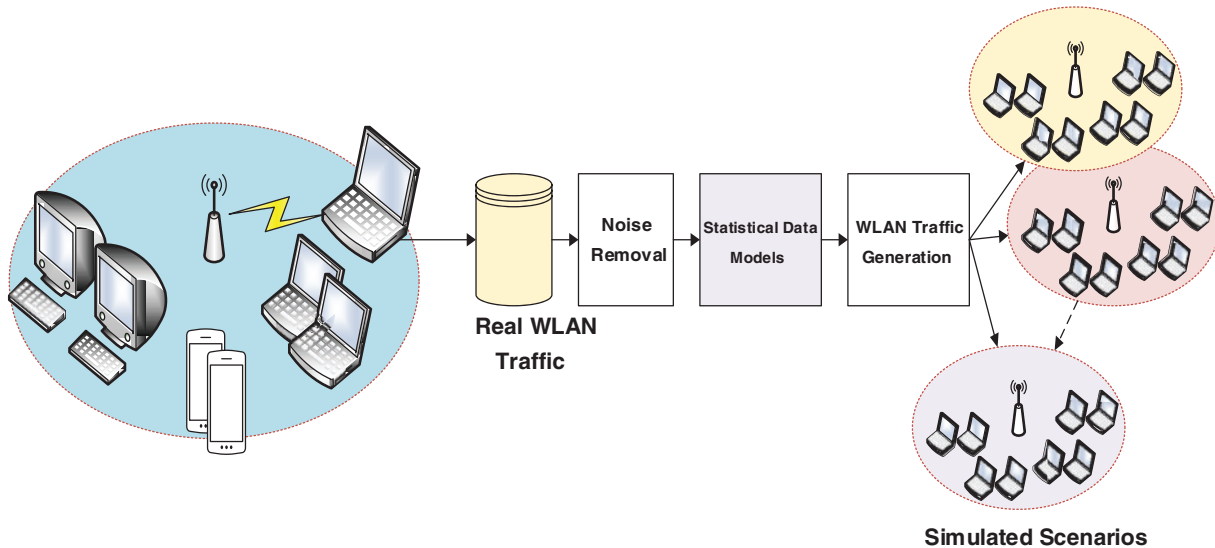 Real WLAN
Traffic
Noise
Removal
Statistical Data
Models
WLAN Traffic
Generation
Simulated Scenarios